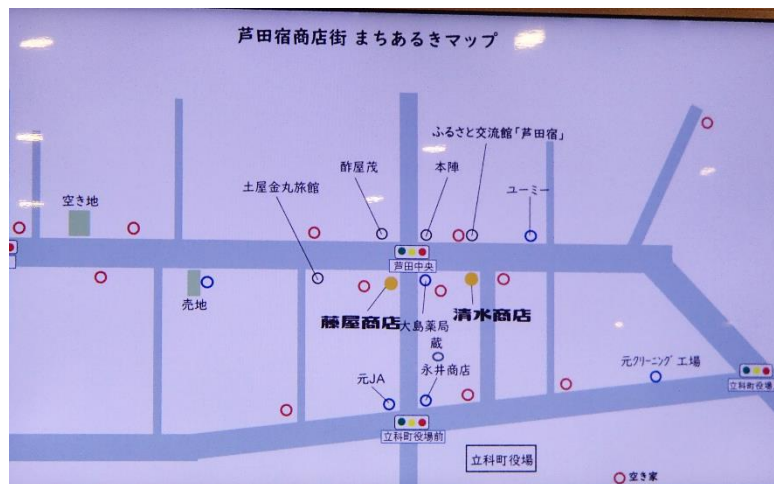 芦田宿商店街 まちあるきマップ
ふるさと交流館「芦田宿」
酢屋茂
本陣
土屋金丸旅館
ユーミー
空き地
芦田中央
売地
藤屋商店
大島薬局
清水商店
蔵
元JA
永井商店
元クリーニング工場
立科町役場前
立科町役場
立科町役場
空き家